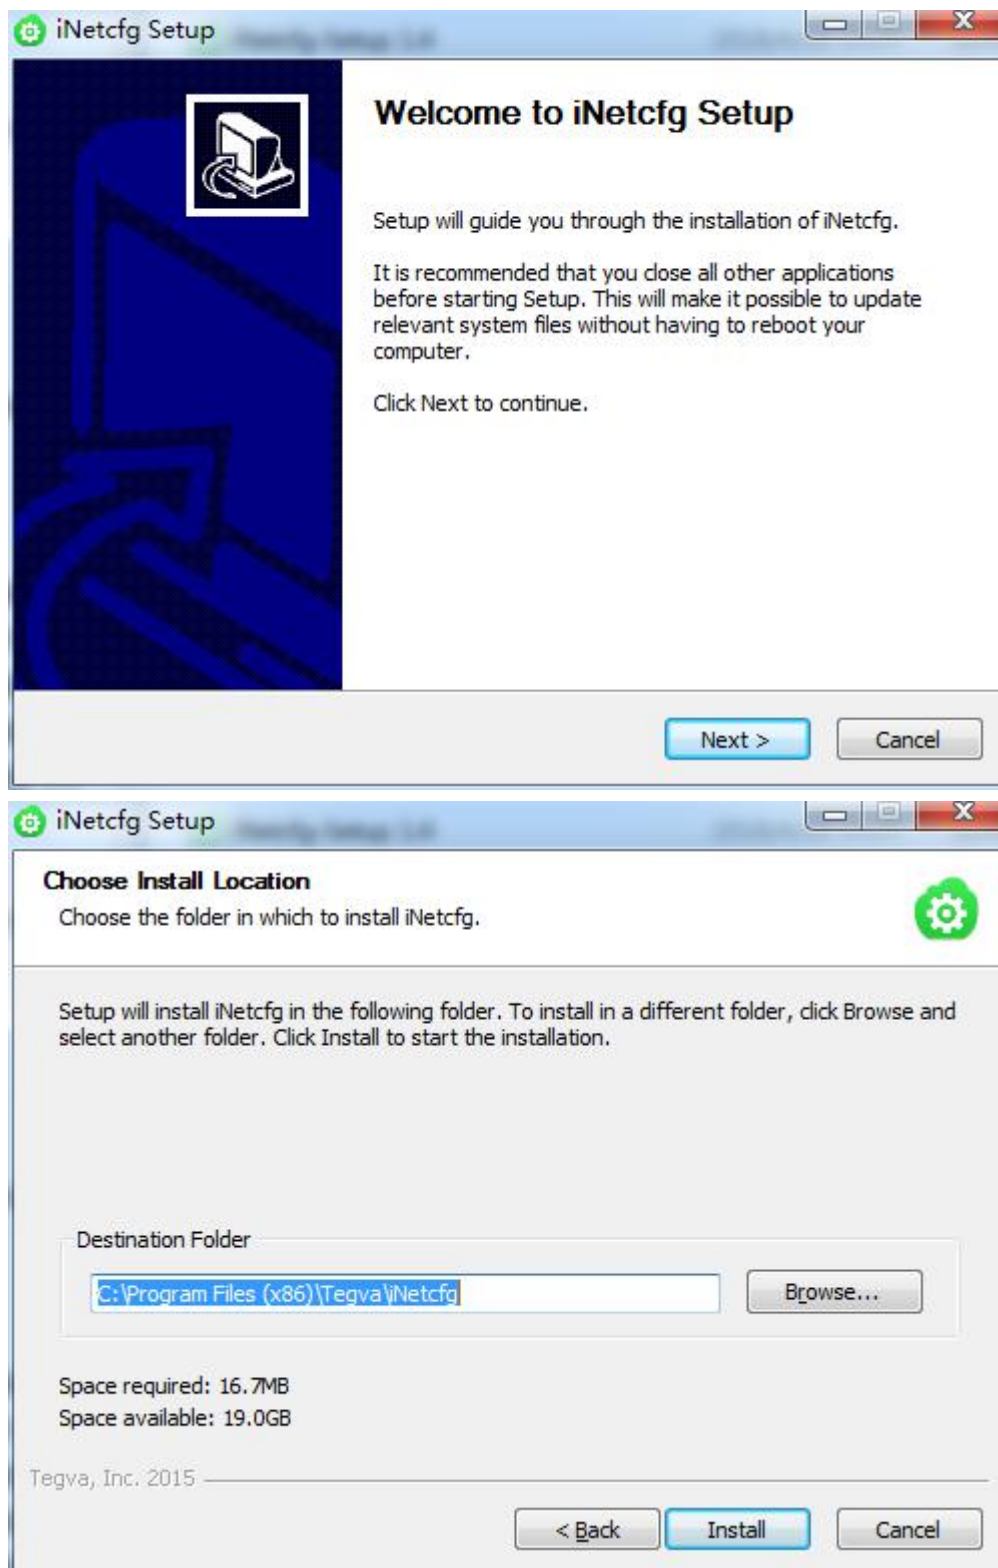 iNetcfg Setup
Welcome to iNetcfg Setup
Setup will guide you through the installation of iNetcfg.
It is recommended that you close all other applications
before starting Setup. This will make it possible to update
relevant system files without having to reboot your
computer.
Click Next to continue.
Next >
Cancel
iNetcfg Setup
Choose Install Location
Choose the folder in which to install iNetcfg.
Setup will install iNetcfg in the following folder. To install in a different folder, click Browse and
select another folder. Click Install to start the installation.
Destination Folder
C:\Program Files (x86)\Tegva\iNetcfg
Browse...
Space required: 16.7MB
Space available: 19.0GB
Tegva, Inc. 2015
< Back
Install
Cancel